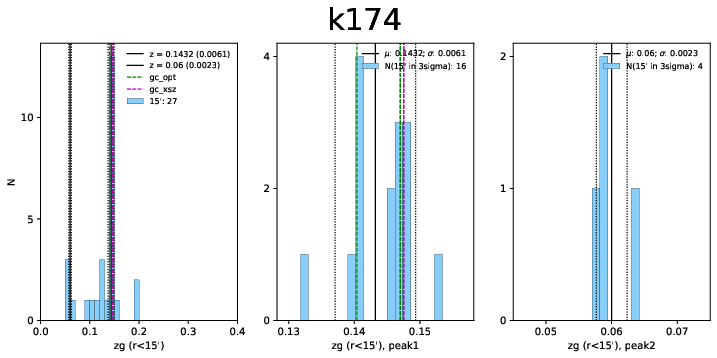 k174
z = 0.1432 (0.0061)
z = 0.06 (0.0023)
gc_opt
gc_xsz
15': 27
N
10
5
0
0.0 0.1 0.2 0.3 0.4
zg (r<15')
μ: 0.1432; σ: 0.0061
N(15' in 3sigma): 16
4
2
0
0.13 0.14 0.15
zg (r<15'), peak1
μ: 0.06; σ: 0.0023
N(15' in 3sigma): 4
2
1
0
0.05 0.06 0.07
zg (r<15'), peak2